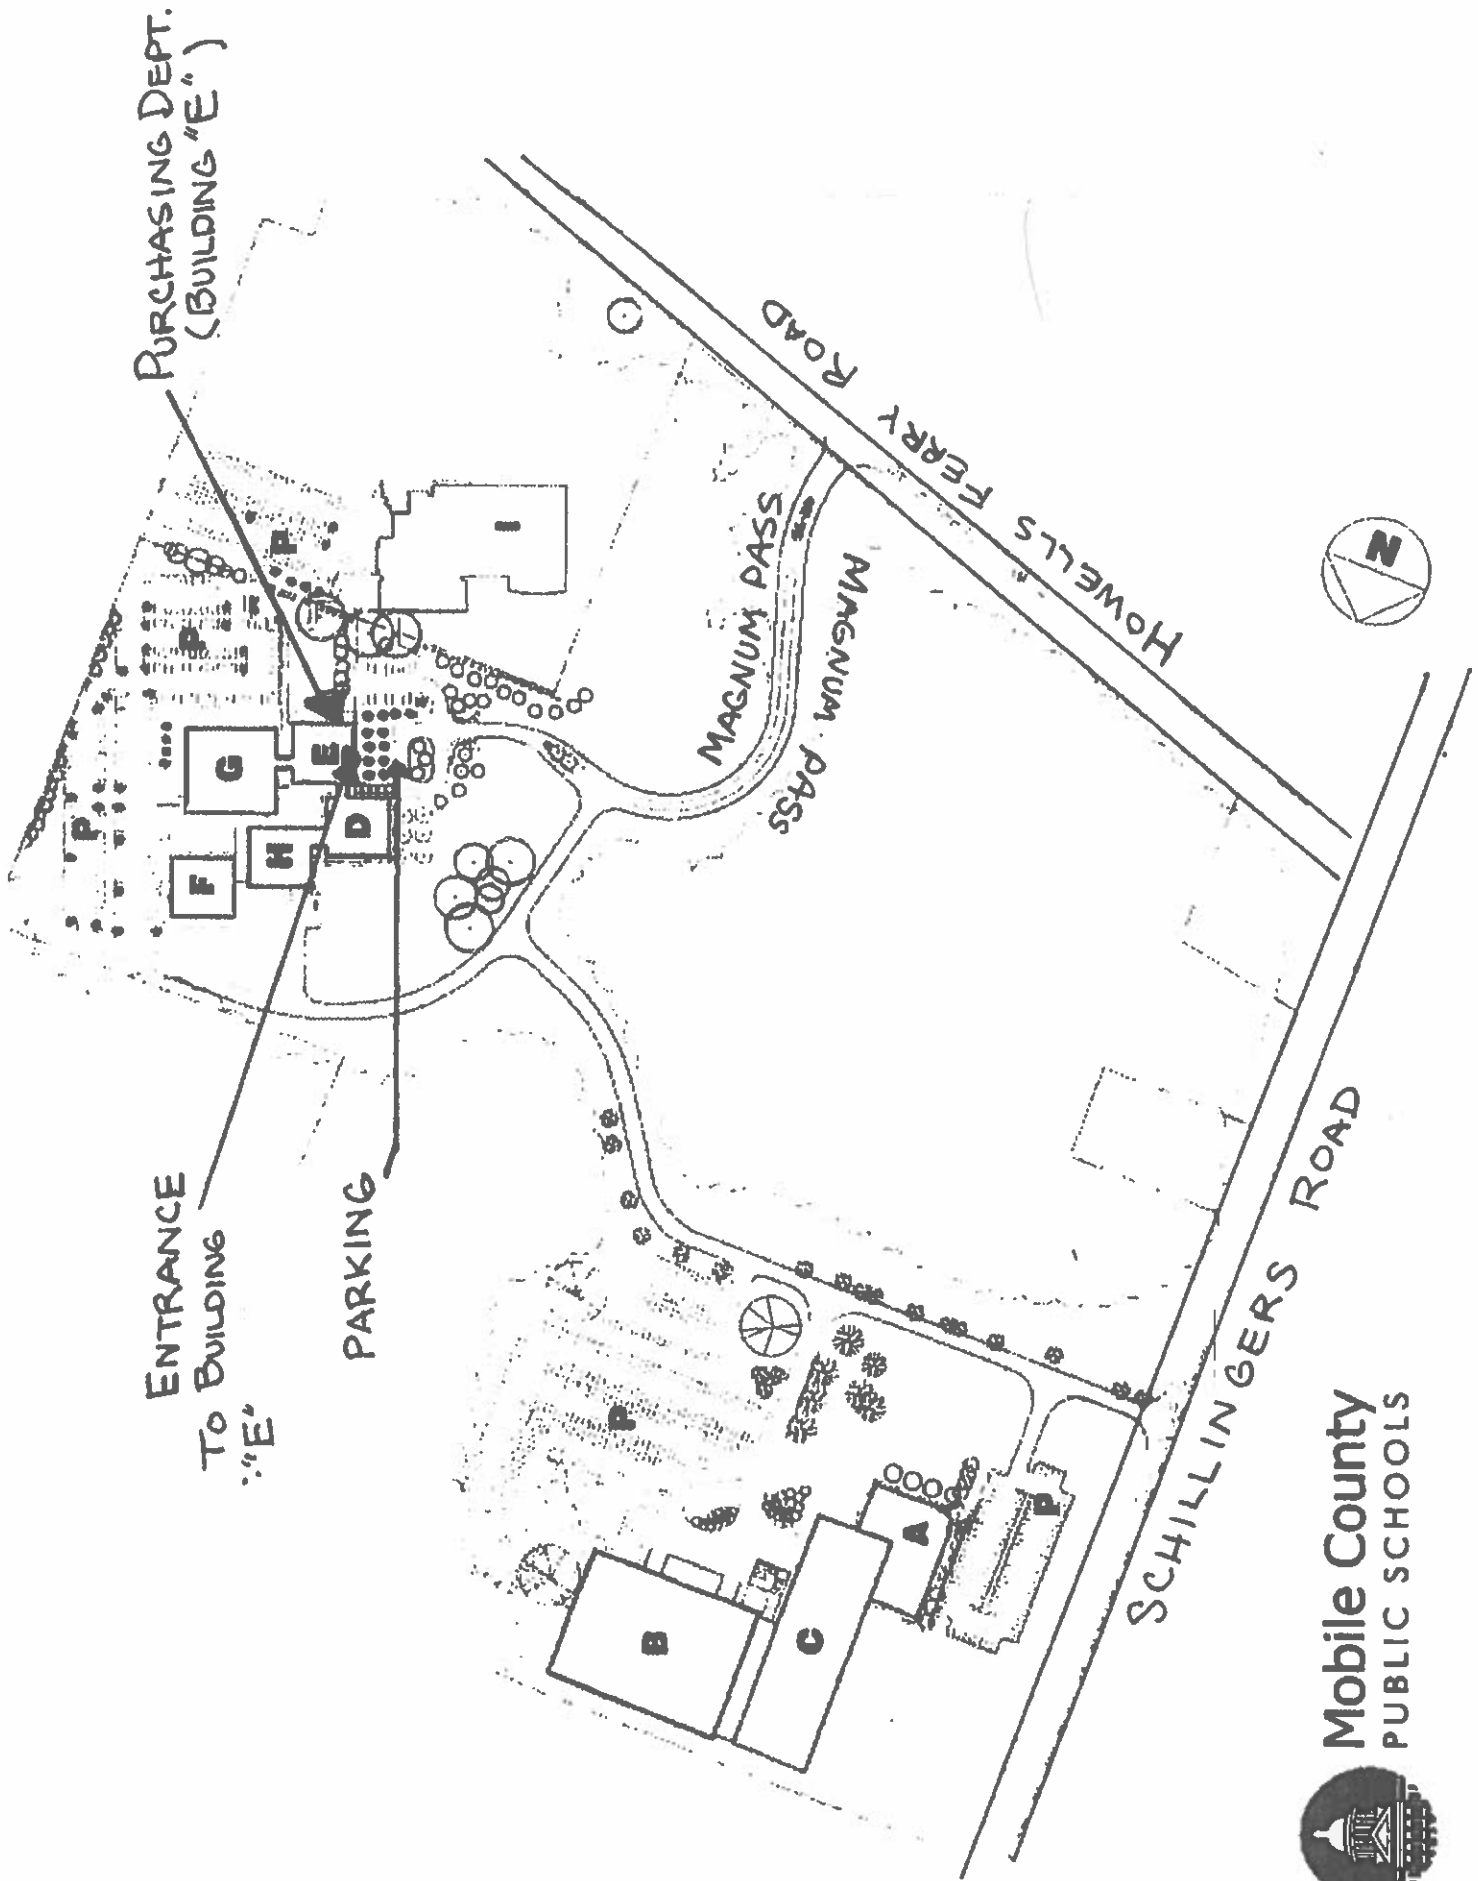 PURCHASING DEPT.
(BUILDING "E")
ENTRANCE
TO BUILDING
"E"
PARKING
P
P
P
G
E
F
H
D
MAGNUM PASS
MAGNUM PASS
HOWELLS FERRY ROAD
N
P
B
C
A
P
SCHILLINGERS ROAD
Mobile County
PUBLIC SCHOOLS